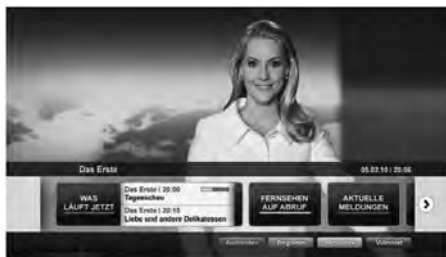 Das Erste
05.02.10 | 20:06
WAS
LÄUFT JETZT
Das Erste | 20:00
Tagesschau
Das Erste | 20:15
Liebe und andere Delikatessen
FERNSEHEN
AUF ABRUF
AKTUELLE
MELDUNGEN
Ausblenden
Videotext